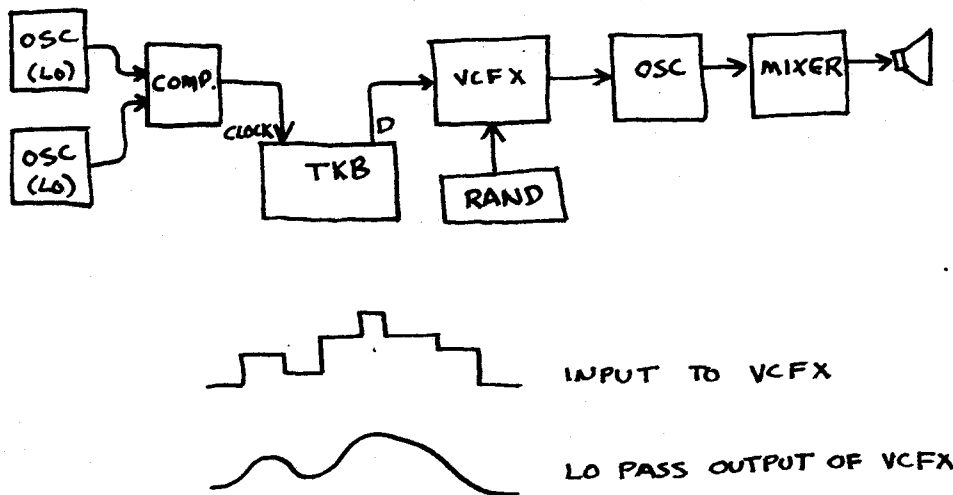 OSC
(LO)
COMP.
OSC
(LO)
CLOCK
D
TKB
VCFX
RAND
OSC
MIXER
INPUT TO VCFX
LO PASS OUTPUT OF VCFX